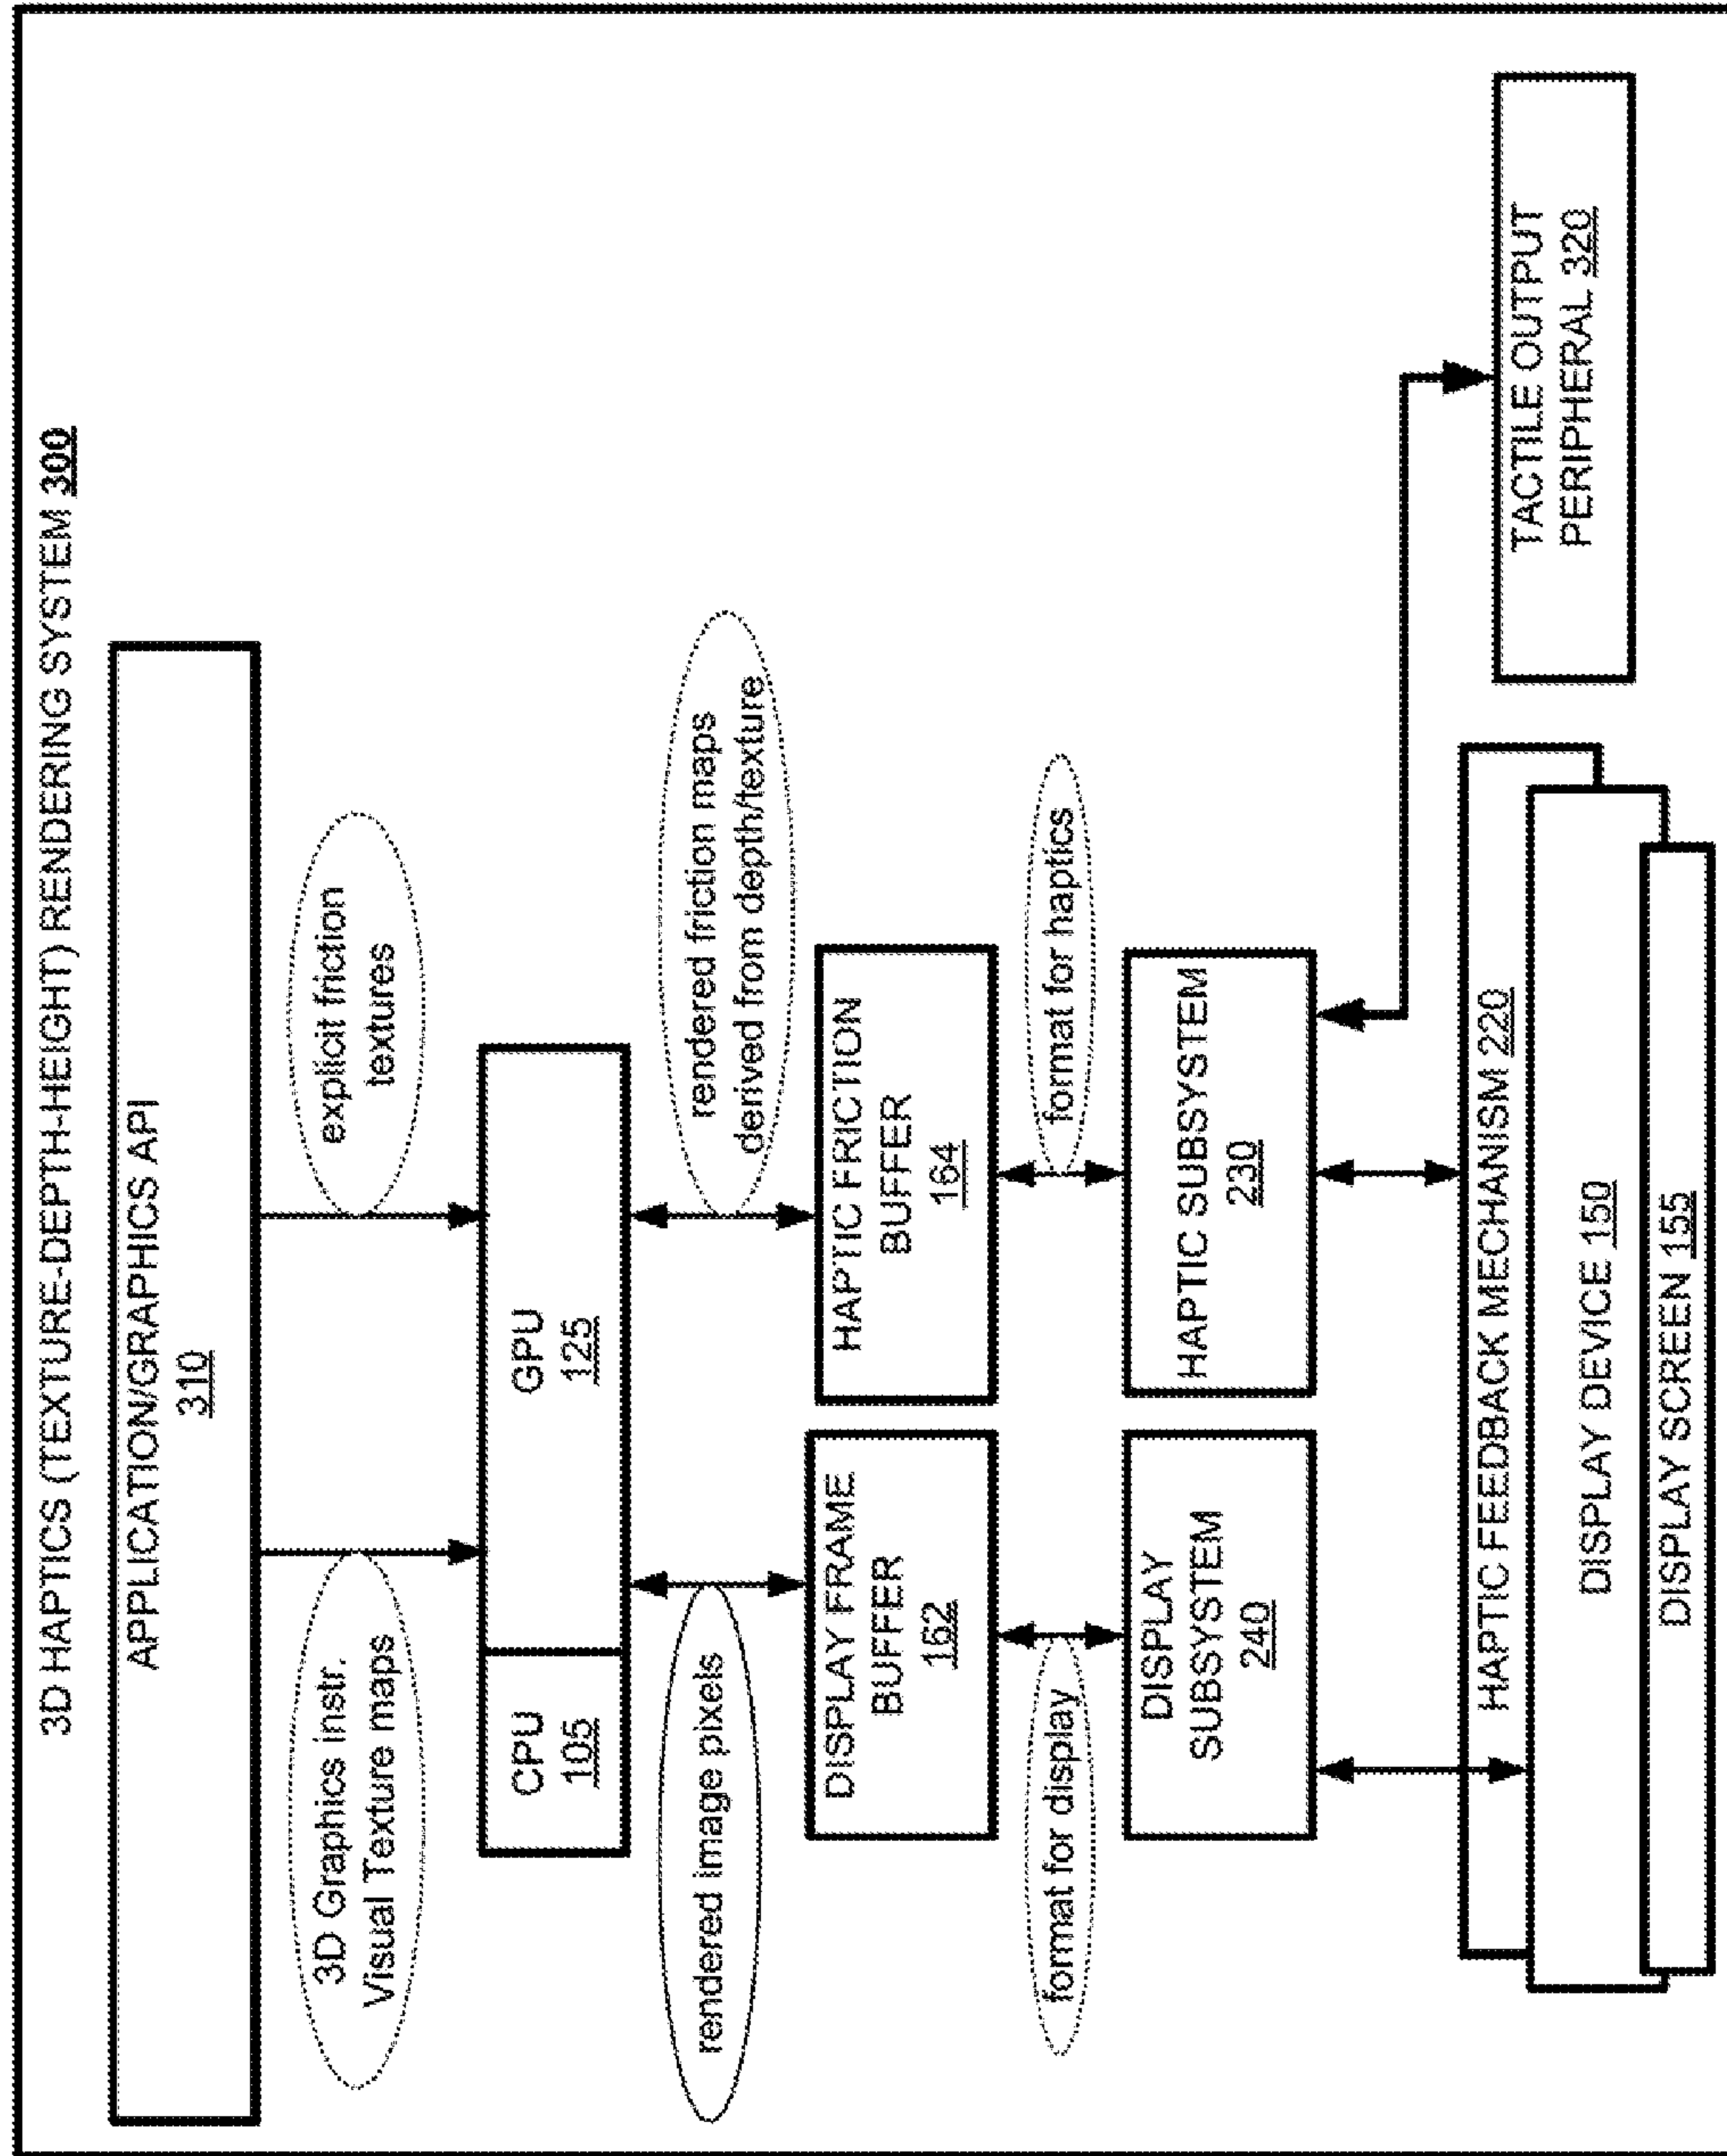 3D HAPTICS (TEXTURE-DEPTH-HEIGHT) RENDERING SYSTEM 300
APPLICATION/GRAPHICS API
310
3D Graphics instr.
Visual Texture maps
explicit friction
textures
CPU
105
GPU
125
rendered image pixels
rendered friction maps
derived from depth/texture
DISPLAY FRAME
BUFFER
162
HAPTIC FRICTION
BUFFER
164
format for display
format for haptics
DISPLAY
SUBSYSTEM
240
HAPTIC SUBSYSTEM
230
HAPTIC FEEDBACK MECHANISM 220
DISPLAY DEVICE 150
DISPLAY SCREEN 155
TACTILE OUTPUT
PERIPHERAL 320